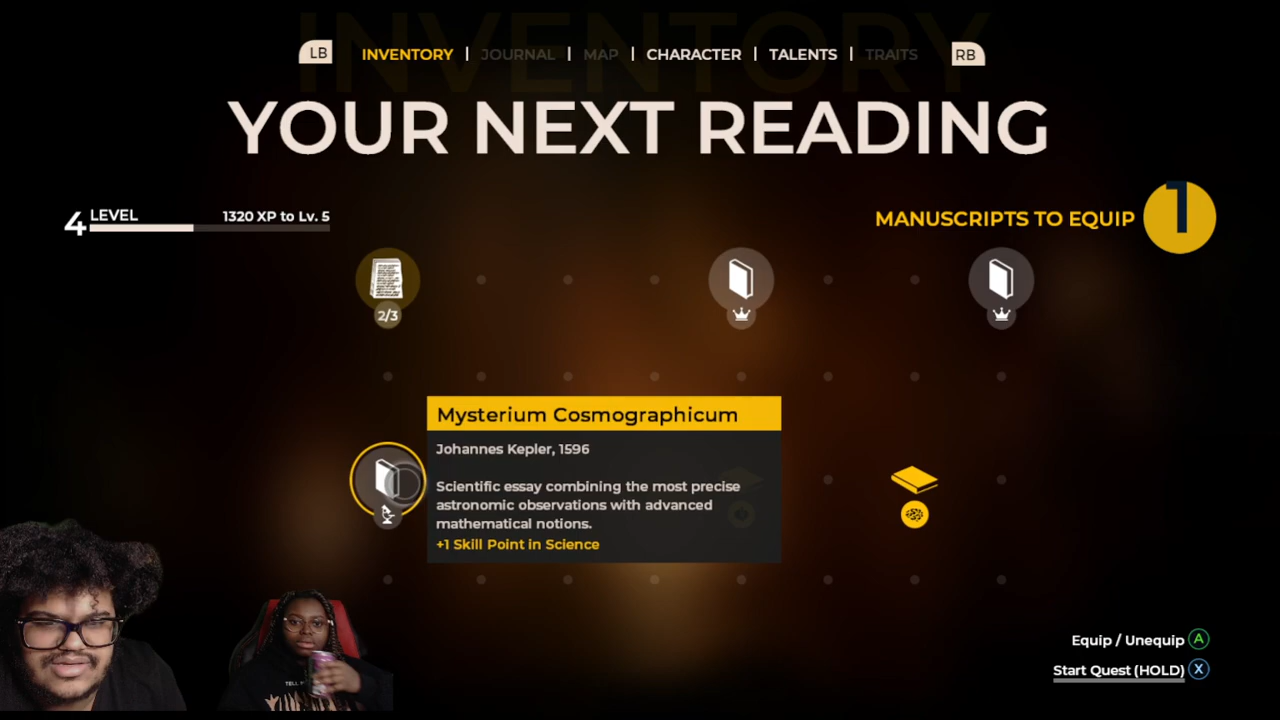 INVENTORY
LB INVENTORY | JOURNAL | MAP | CHARACTER | TALENTS | TRAITS RB
YOUR NEXT READING
4 LEVEL 1320 XP to Lv. 5
MANUSCRIPTS TO EQUIP 1
2/3
Mysterium Cosmographicum
Johannes Kepler, 1596
Scientific essay combining the most precise
astronomic observations with advanced
mathematical notions.
+1 Skill Point in Science
Equip / Unequip A
Start Quest (HOLD) X
TELL